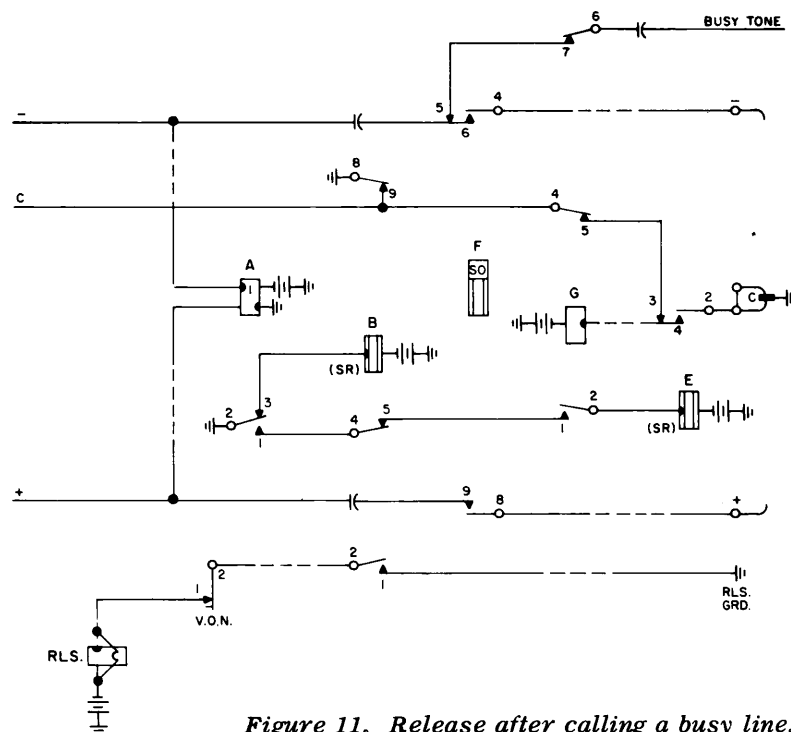 6
BUSY TONE
7
5
4
–
–
6
8
C
9
4
5
F
SO
A
1
G
3
2
C
4
B
(SR)
3
2
1
4
5
1
2
E
(SR)
+
9
8
+
2
1
2
1
V.O.N.
RLS.
GRD.
RLS.
Figure 11. Release after calling a busy line.